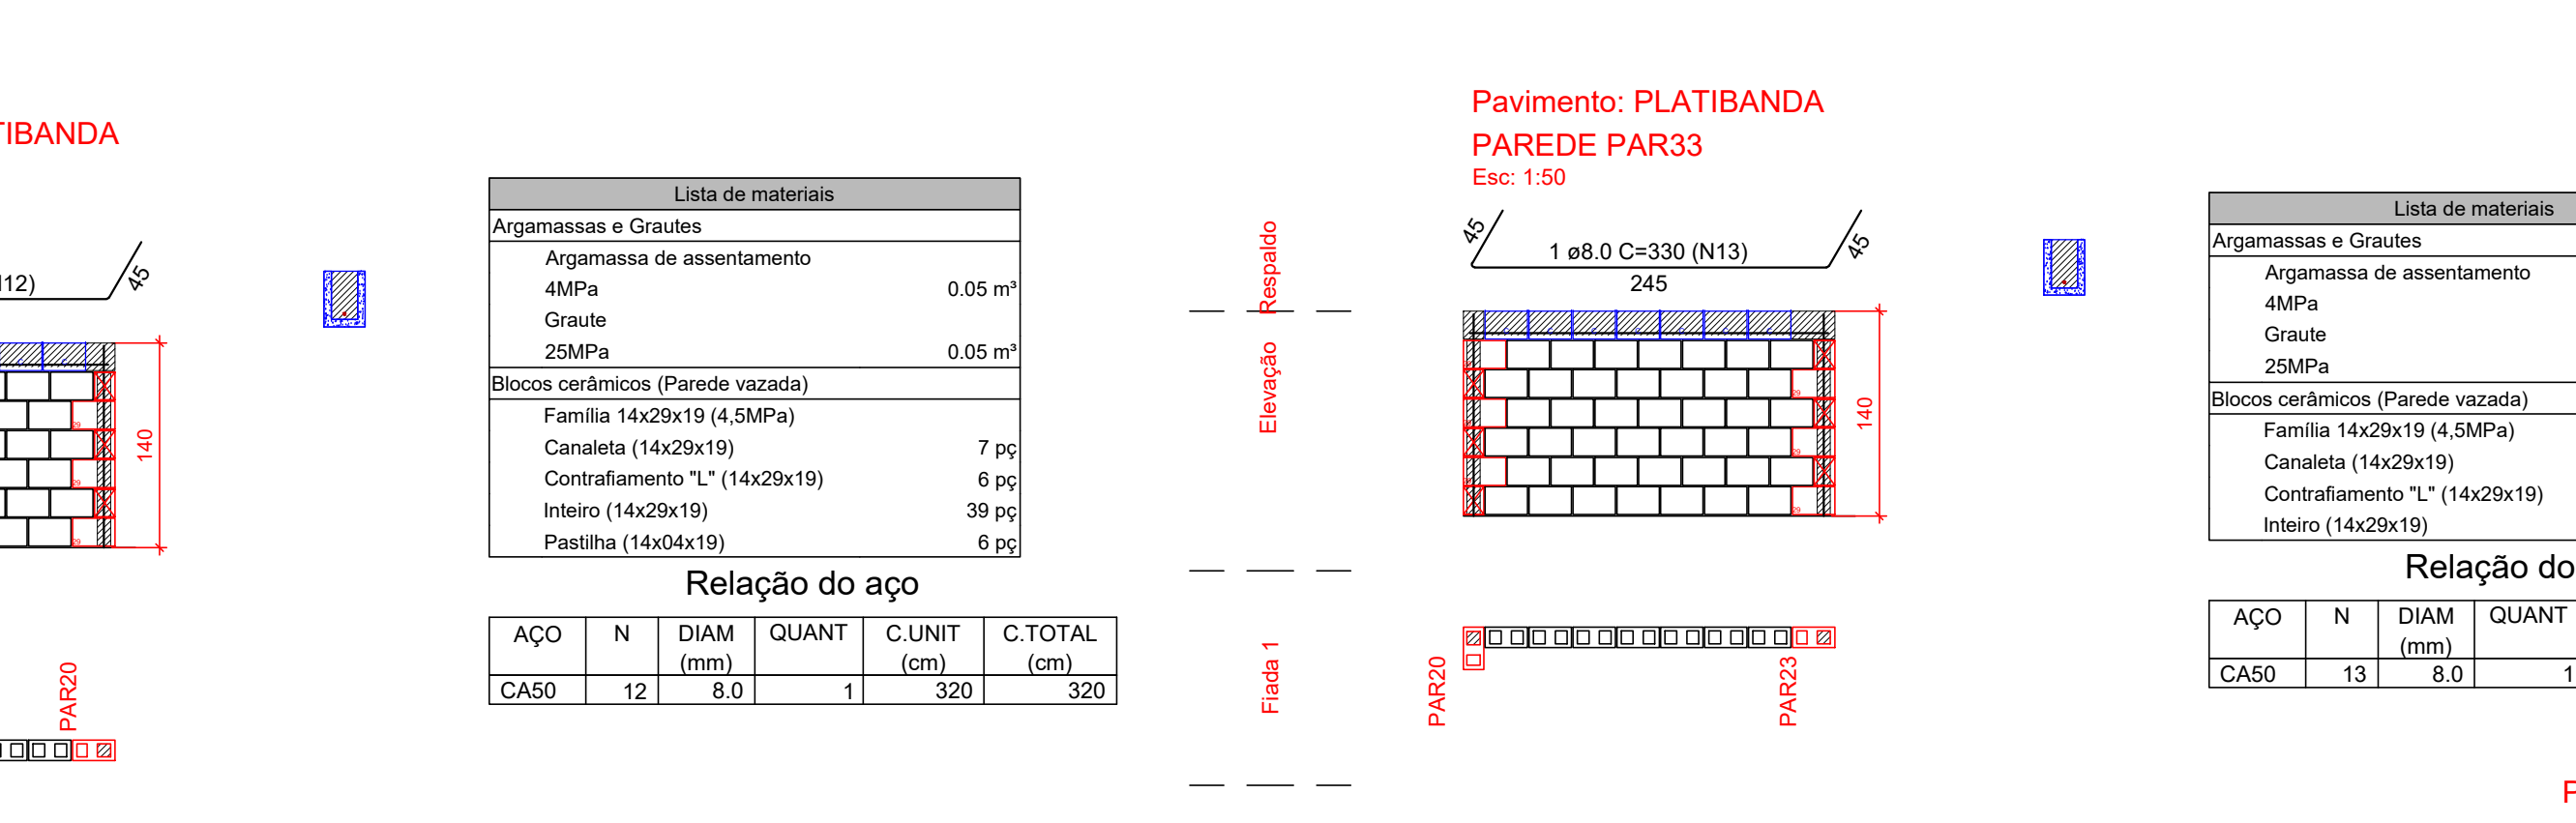 TIBANDA
45
12)
140
PAR20
Lista de materiais
Argamassas e Grautes
Argamassa de assentamento
4MPa 0.05 m³
Graute
25MPa 0.05 m³
Blocos cerâmicos (Parede vazada)
Família 14x29x19 (4,5MPa)
Canaleta (14x29x19) 7 pç
Contrafiamento "L" (14x29x19) 6 pç
Inteiro (14x29x19) 39 pç
Pastilha (14x04x19) 6 pç
Relação do aço
AÇO N DIAM QUANT C.UNIT C.TOTAL
(mm) (cm) (cm)
CA50 12 8.0 1 320 320
Respaldo
Elevação
Fiada 1
Pavimento: PLATIBANDA
PAREDE PAR33
Esc: 1:50
45
1 ø8.0 C=330 (N13)
45
245
140
PAR20
PAR23
Lista de materiais
Argamassas e Grautes
Argamassa de assentamento
4MPa
Graute
25MPa
Blocos cerâmicos (Parede vazada)
Família 14x29x19 (4,5MPa)
Canaleta (14x29x19)
Contrafiamento "L" (14x29x19)
Inteiro (14x29x19)
Relação do
AÇO N DIAM QUANT
(mm)
CA50 13 8.0 1